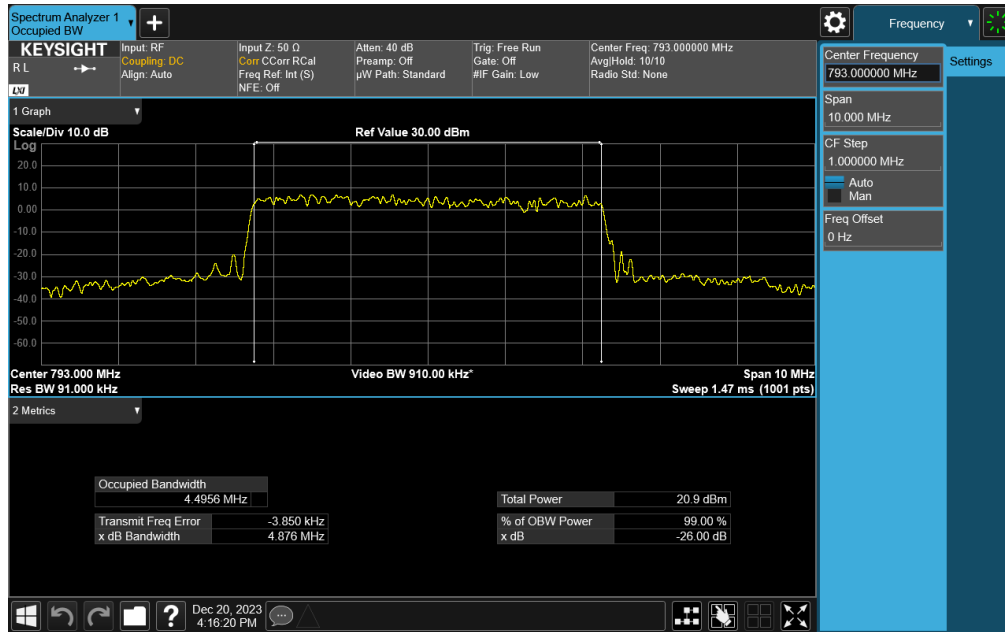 Spectrum Analyzer 1
Occupied BW
Frequency
KEYSIGHT
R L
LXI
Input: RF
Coupling: DC
Align: Auto
Input Z: 50 Ω
Corr CCorr RCal
Freq Ref: Int (S)
NFE: Off
Atten: 40 dB
Preamp: Off
µW Path: Standard
Trig: Free Run
Gate: Off
#IF Gain: Low
Center Freq: 793.000000 MHz
Avg|Hold: 10/10
Radio Std: None
Center Frequency
793.000000 MHz
Settings
Span
10.000 MHz
CF Step
1.000000 MHz
Auto
Man
Freq Offset
0 Hz
1 Graph
Scale/Div 10.0 dB
Ref Value 30.00 dBm
Log
20.0
10.0
0.00
-10.0
-20.0
-30.0
-40.0
-50.0
-60.0
Center 793.000 MHz
Video BW 910.00 kHz*
Span 10 MHz
Res BW 91.000 kHz
Sweep 1.47 ms (1001 pts)
2 Metrics
Occupied Bandwidth
4.4956 MHz
Total Power 20.9 dBm
Transmit Freq Error -3.850 kHz
% of OBW Power 99.00 %
x dB Bandwidth 4.876 MHz
x dB -26.00 dB
Dec 20, 2023
4:16:20 PM